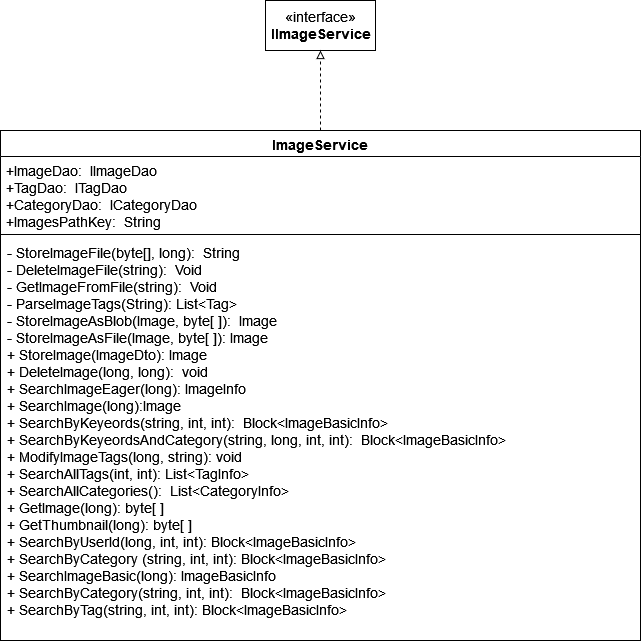 «interface»
IImageService
ImageService
+ImageDao: IImageDao
+TagDao: ITagDao
+CategoryDao: ICategoryDao
+ImagesPathKey: String
- StoreImageFile(byte[], long): String
- DeleteImageFile(string): Void
- GetImageFromFile(string): Void
- ParseImageTags(String): List<Tag>
- StoreImageAsBlob(Image, byte[ ]): Image
- StoreImageAsFile(Image, byte[ ]): Image
+ StoreImage(ImageDto): Image
+ DeleteImage(long, long): void
+ SearchImageEager(long): ImageInfo
+ SearchImage(long):Image
+ SearchByKeyeords(string, int, int): Block<ImageBasicInfo>
+ SearchByKeyeordsAndCategory(string, long, int, int): Block<ImageBasicInfo>
+ ModifyImageTags(long, string): void
+ SearchAllTags(int, int): List<TagInfo>
+ SearchAllCategories(): List<CategoryInfo>
+ GetImage(long): byte[ ]
+ GetThumbnail(long): byte[ ]
+ SearchByUserId(long, int, int): Block<ImageBasicInfo>
+ SearchByCategory (string, int, int): Block<ImageBasicInfo>
+ SearchImageBasic(long): ImageBasicInfo
+ SearchByCategory(string, int, int): Block<ImageBasicInfo>
+ SearchByTag(string, int, int): Block<ImageBasicInfo>